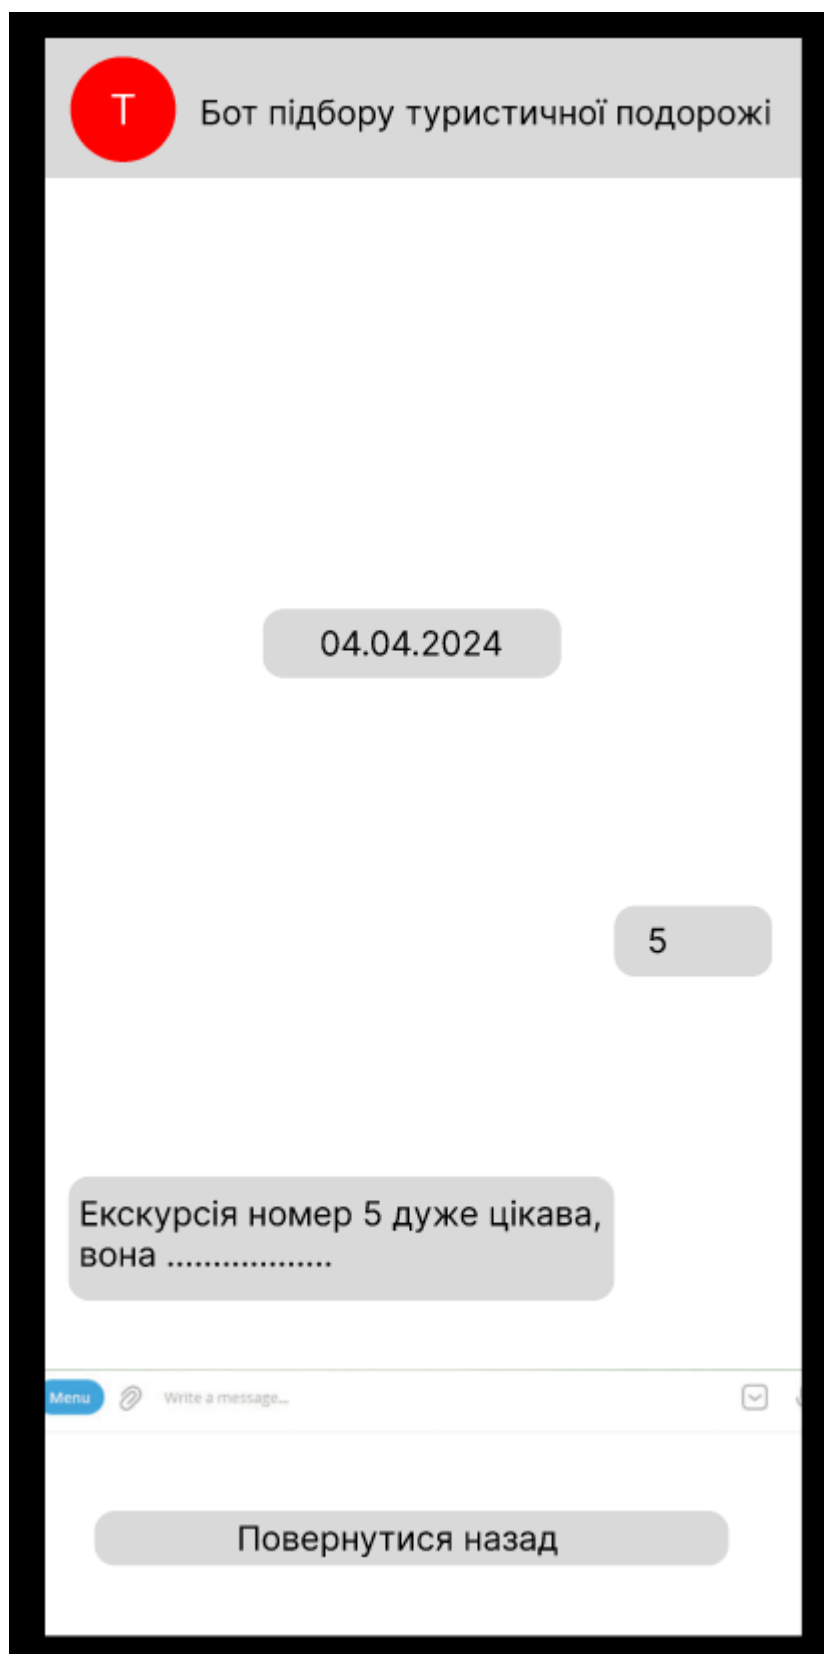 Т
Бот підбору туристичної подорожі
04.04.2024
5
Екскурсія номер 5 дуже цікава,
вона ..................
Menu
Write a message...
Повернутися назад